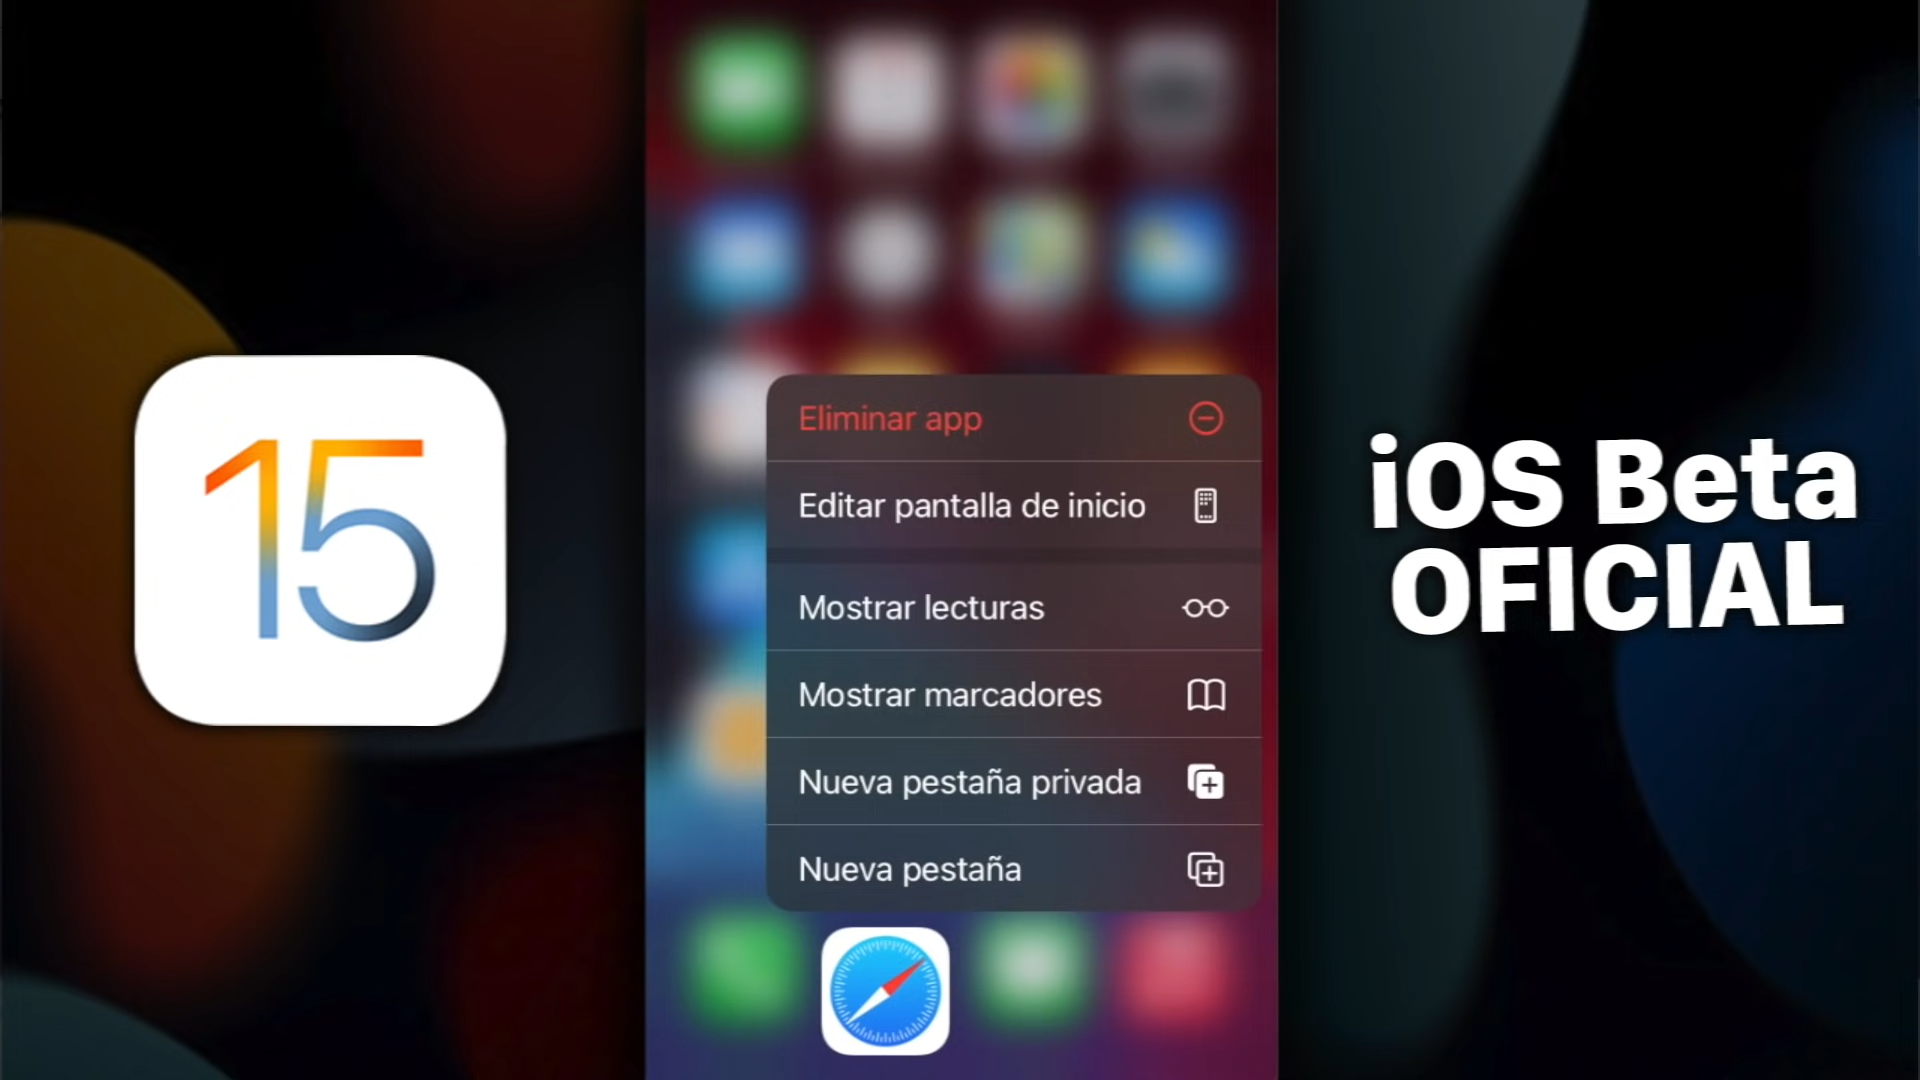 15
Eliminar app
Editar pantalla de inicio
Mostrar lecturas
Mostrar marcadores
Nueva pestaña privada
Nueva pestaña
iOS Beta
OFICIAL